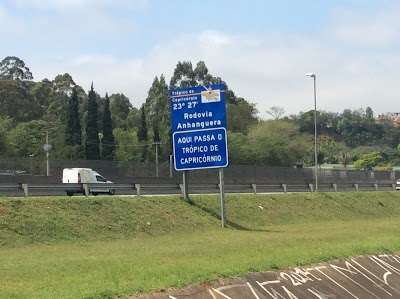 Trópico de
Capricórnio
23° 27'
Rodovia
Anhanguera
AQUI PASSA O
TRÓPICO DE
CAPRICÓRNIO